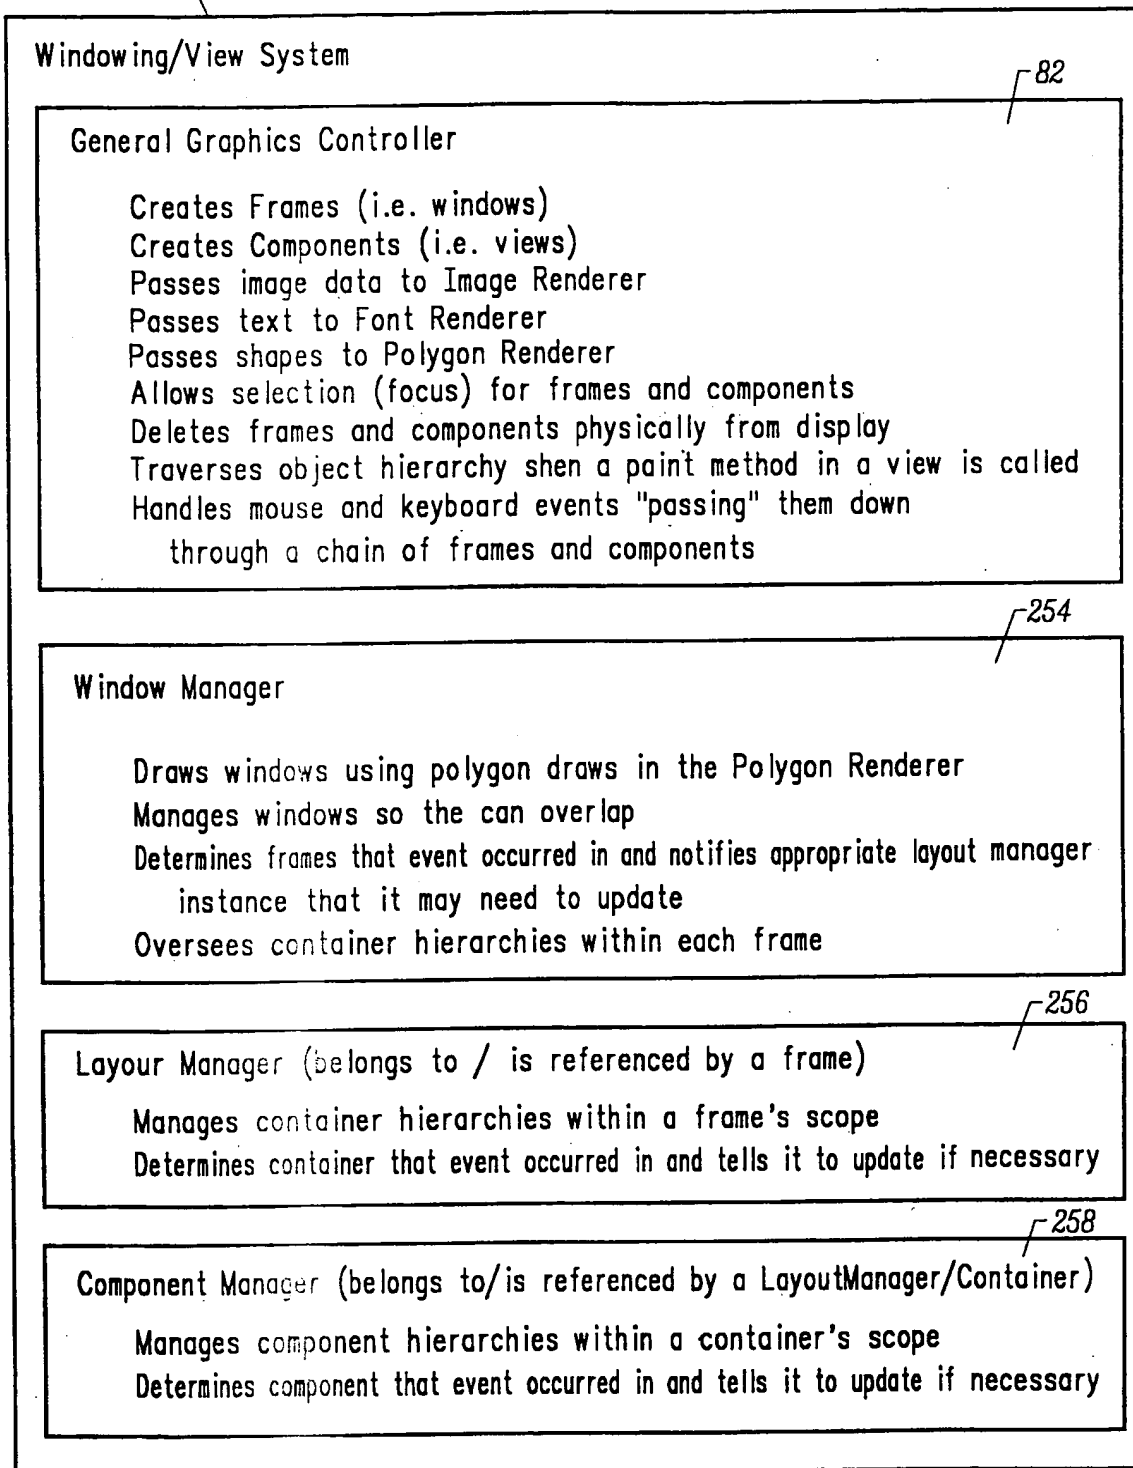 Windowing/View System
82
General Graphics Controller
Creates Frames (i.e. windows)
Creates Components (i.e. views)
Passes image data to Image Renderer
Passes text to Font Renderer
Passes shapes to Polygon Renderer
Allows selection (focus) for frames and components
Deletes frames and components physically from display
Traverses object hierarchy shen a paint method in a view is called
Handles mouse and keyboard events "passing" them down
through a chain of frames and components
254
Window Manager
Draws windows using polygon draws in the Polygon Renderer
Manages windows so the can overlap
Determines frames that event occurred in and notifies appropriate layout manager
instance that it may need to update
Oversees container hierarchies within each frame
256
Layour Manager (belongs to / is referenced by a frame)
Manages container hierarchies within a frame's scope
Determines container that event occurred in and tells it to update if necessary
258
Component Manager (belongs to/is referenced by a LayoutManager/Container)
Manages component hierarchies within a container's scope
Determines component that event occurred in and tells it to update if necessary